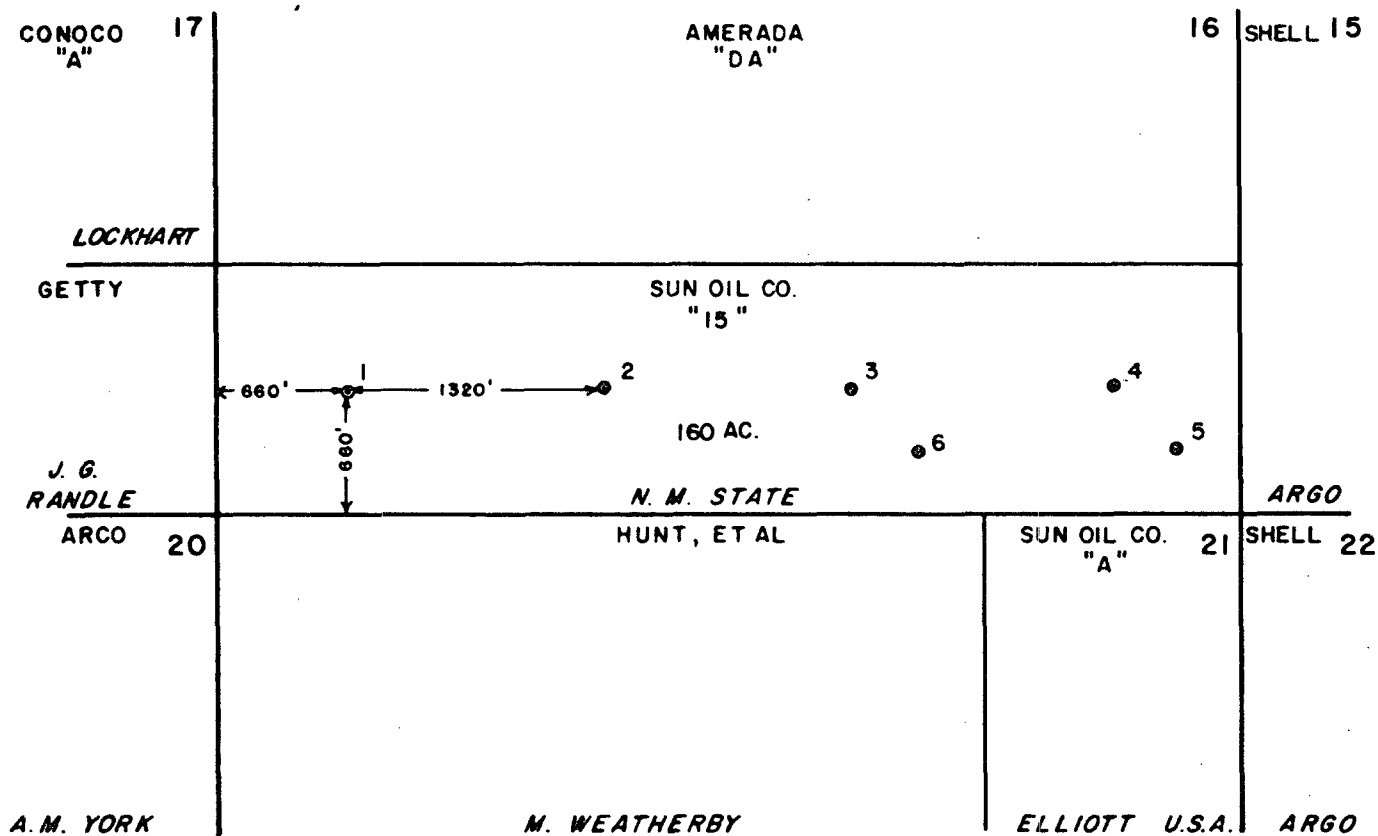 CONOCO
"A"
17
AMERADA
"DA"
16
SHELL 15
LOCKHART
GETTY
SUN OIL CO.
"15"
1
2
3
4
660'
1320'
660'
160 AC.
6
5
J. G.
RANDLE
N. M. STATE
ARGO
ARCO
20
HUNT, ET AL
SUN OIL CO.
"A"
21
SHELL 22
A.M. YORK
M. WEATHERBY
ELLIOTT U.S.A.
ARGO